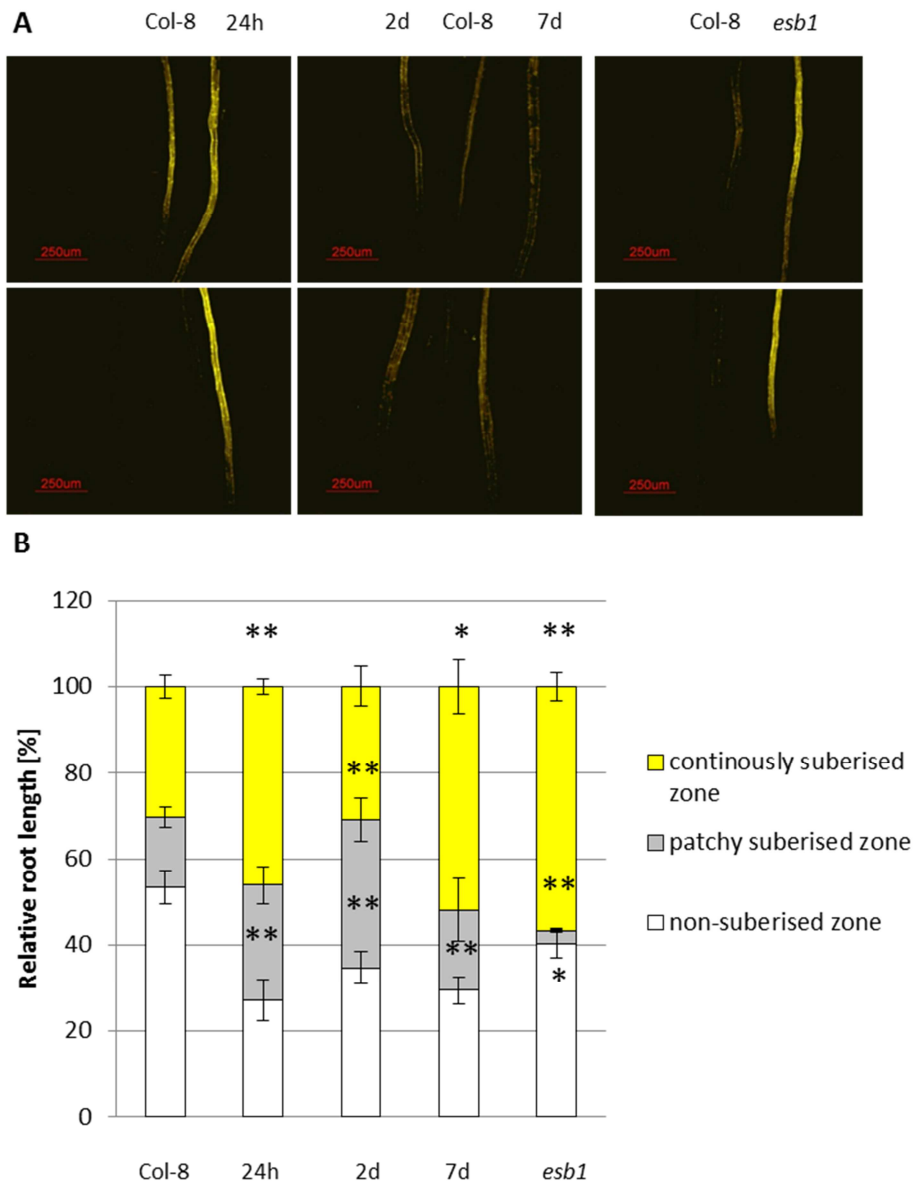 A
Col-8 24h 2d Col-8 7d Col-8 esb1
250um 250um 250um
250um 250um 250um
B
120
100
80
60
40
20
0
Relative root length [%]
** * **
**
** ** ** **
*
continously suberised
zone
patchy suberised zone
non-suberised zone
Col-8 24h 2d 7d esb1